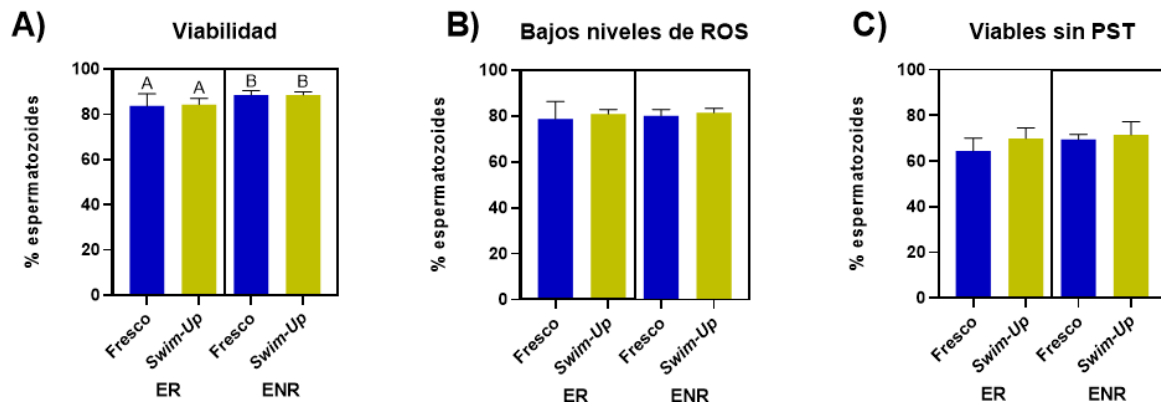 A)
Viabilidad
% espermatozoides
100
80
60
40
20
0
A
A
B
B
Fresco
Swim-Up
Fresco
Swim-Up
ER
ENR
B)
Bajos niveles de ROS
% espermatozoides
100
80
60
40
20
0
Fresco
Swim-Up
Fresco
Swim-Up
ER
ENR
C)
Viables sin PST
% espermatozoides
100
80
60
40
20
0
Fresco
Swim-Up
Fresco
Swim-Up
ER
ENR